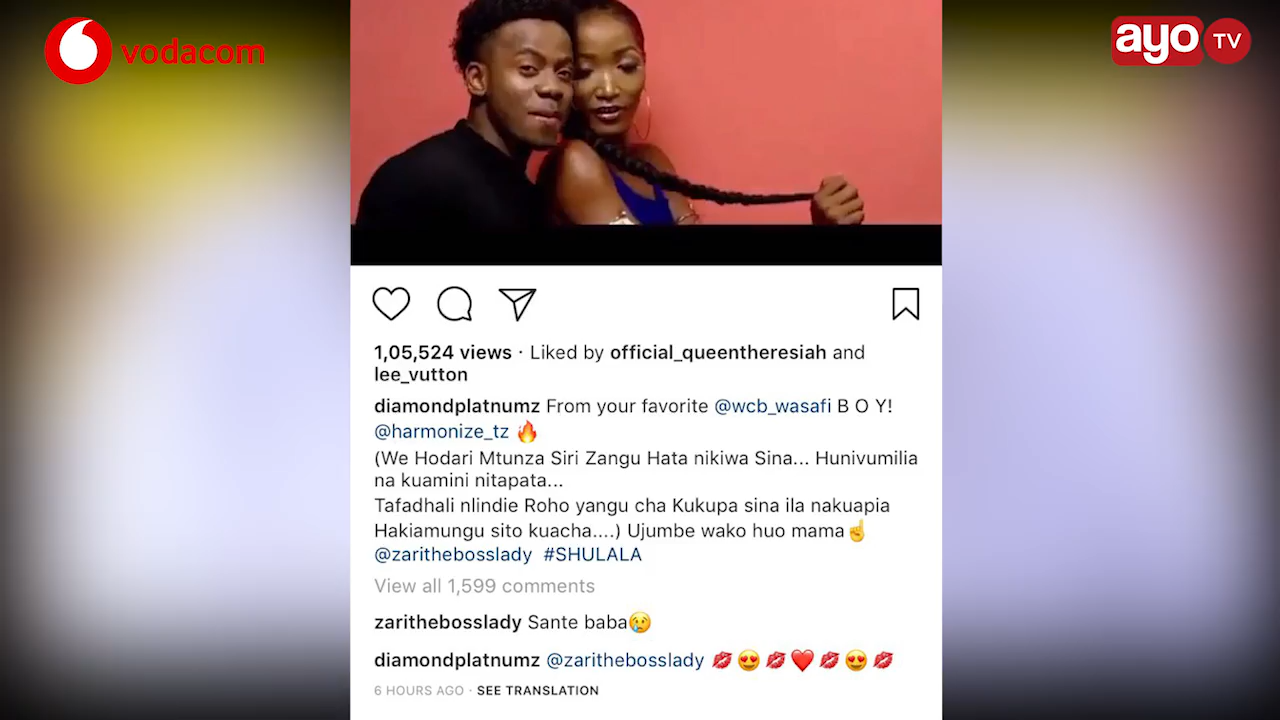 vodacom
ayo TV
1,05,524 views · Liked by official_queentheresiah and
lee_vutton
diamondplatnumz From your favorite @wcb_wasafi B O Y!
@harmonize_tz 🔥
(We Hodari Mtunza Siri Zangu Hata nikiwa Sina... Hunivumilia
na kuamini nitapata...
Tafadhali nlindie Roho yangu cha Kukupa sina ila nakuapia
Hakiamungu sito kuacha....) Ujumbe wako huo mama☝️
@zarithebosslady #SHULALA
View all 1,599 comments
zarithebosslady Sante baba😢
diamondplatnumz @zarithebosslady 💋😍💋❤️💋😍💋
6 HOURS AGO · SEE TRANSLATION